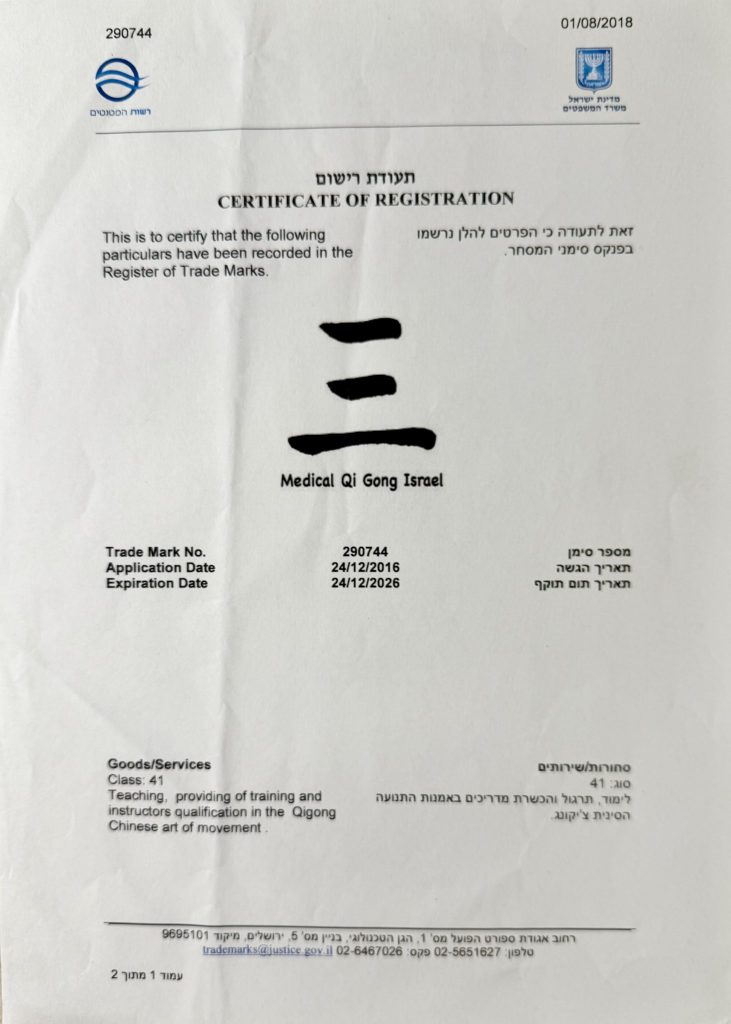 290744
01/08/2018
רשות הפטנטים
מדינת ישראל
משרד המשפטים
תעודת רישום
CERTIFICATE OF REGISTRATION
This is to certify that the following
particulars have been recorded in the
Register of Trade Marks.
זאת לתעודה כי הפרטים להלן נרשמו
בפנקס סימני המסחר.
三
Medical Qi Gong Israel
Trade Mark No. 290744 מספר סימן
Application Date 24/12/2016 תאריך הגשה
Expiration Date 24/12/2026 תאריך תום תוקף
Goods/Services
Class: 41
Teaching, providing of training and
instructors qualification in the Qigong
Chinese art of movement .
סחורות/שירותים
סוג: 41
לימוד, תרגול והכשרת מדריכים באמנות התנועה
הסינית צ'יקונג.
רחוב אגודת ספורט הפועל מס' 1, הגן הטכנולוגי, בניין מס' 5, ירושלים, מיקוד 9695101
טלפון: 02-5651627 פקס: 02-6467026 trademarks@justice.gov.il
עמוד 1 מתוך 2